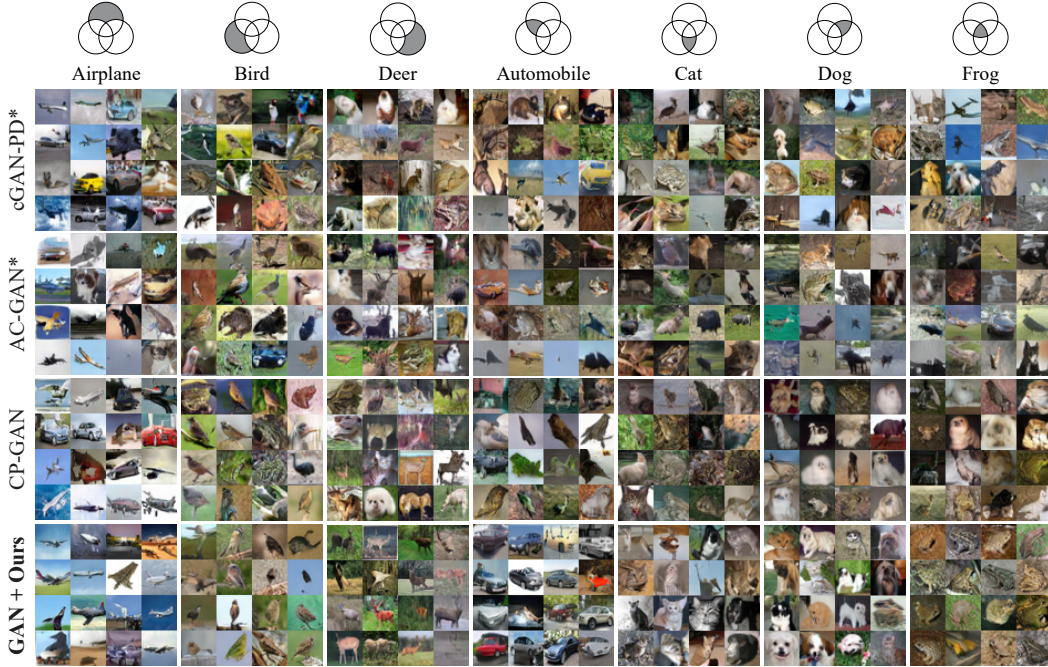 Airplane
Bird
Deer
Automobile
Cat
Dog
Frog
cGAN-PD*
AC-GAN*
CP-GAN
GAN + Ours